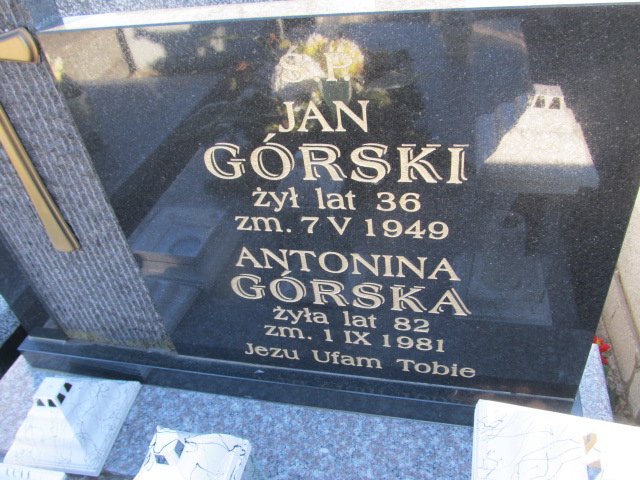 Ś.P.
JAN
GÓRSKI
żył lat 36
zm. 7 V 1949
ANTONINA
GÓRSKA
żyła lat 82
zm. 1 IX 1981
Jezu Ufam Tobie